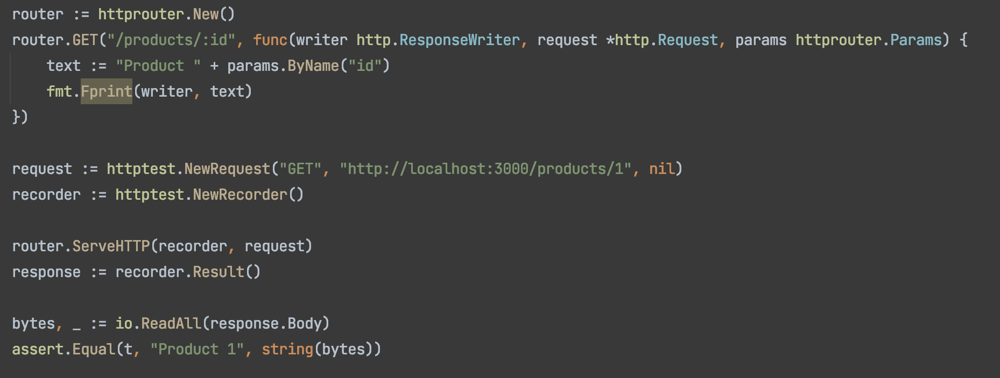 router := httprouter.New()
router.GET("/products/:id", func(writer http.ResponseWriter, request *http.Request, params httprouter.Params) {
    text := "Product " + params.ByName("id")
    fmt.Fprint(writer, text)
})

request := httptest.NewRequest("GET", "http://localhost:3000/products/1", nil)
recorder := httptest.NewRecorder()

router.ServeHTTP(recorder, request)
response := recorder.Result()

bytes, _ := io.ReadAll(response.Body)
assert.Equal(t, "Product 1", string(bytes))